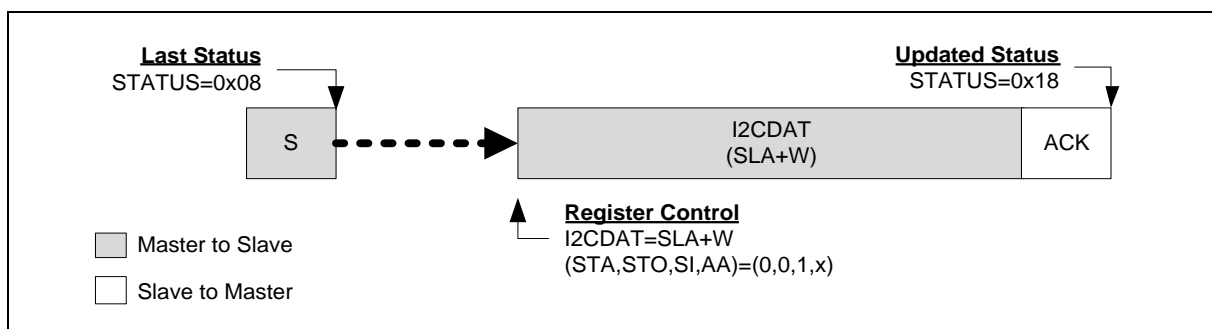 Last Status
STATUS=0x08
Updated Status
STATUS=0x18
S
I2CDAT
(SLA+W)
ACK
Register Control
I2CDAT=SLA+W
(STA,STO,SI,AA)=(0,0,1,x)
Master to Slave
Slave to Master